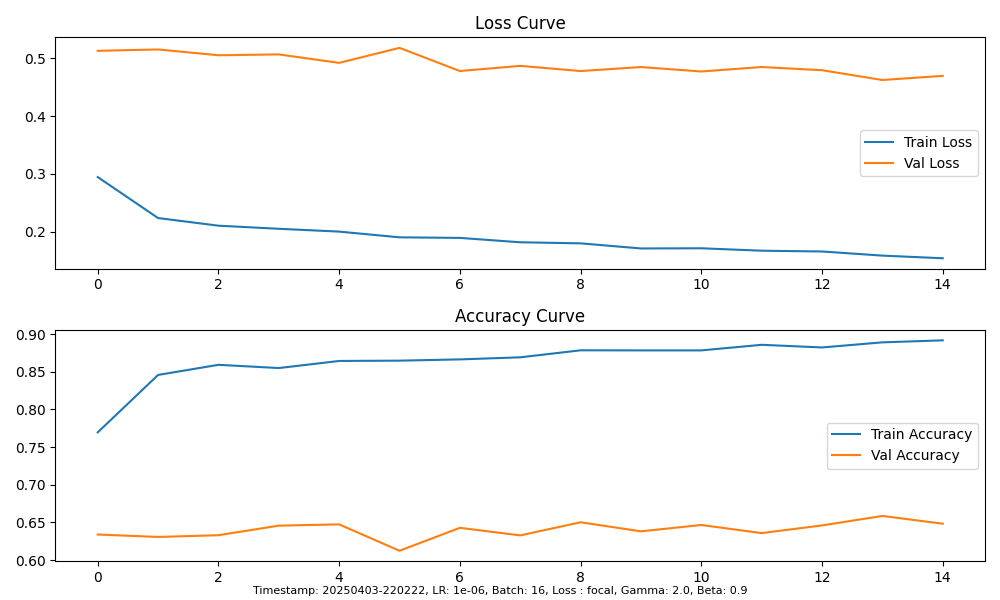 Loss Curve
0.5
0.4
0.3
0.2
Train Loss
Val Loss
0 2 4 6 8 10 12 14
Accuracy Curve
0.90
0.85
0.80
0.75
0.70
0.65
0.60
Train Accuracy
Val Accuracy
0 2 4 6 8 10 12 14
Timestamp: 20250403-220222, LR: 1e-06, Batch: 16, Loss : focal, Gamma: 2.0, Beta: 0.9